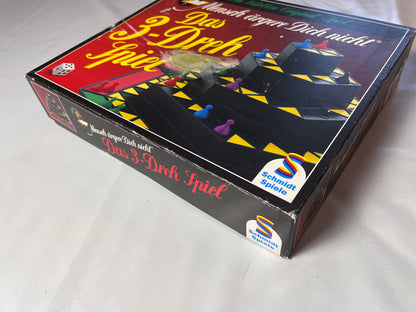 Mensch ärgere Dich nicht
Das
3-Dreh
Spiel
Schmidt
Spiele
Mensch ärgere Dich nicht
Das 3-Dreh Spiel
Schmidt
Spiele